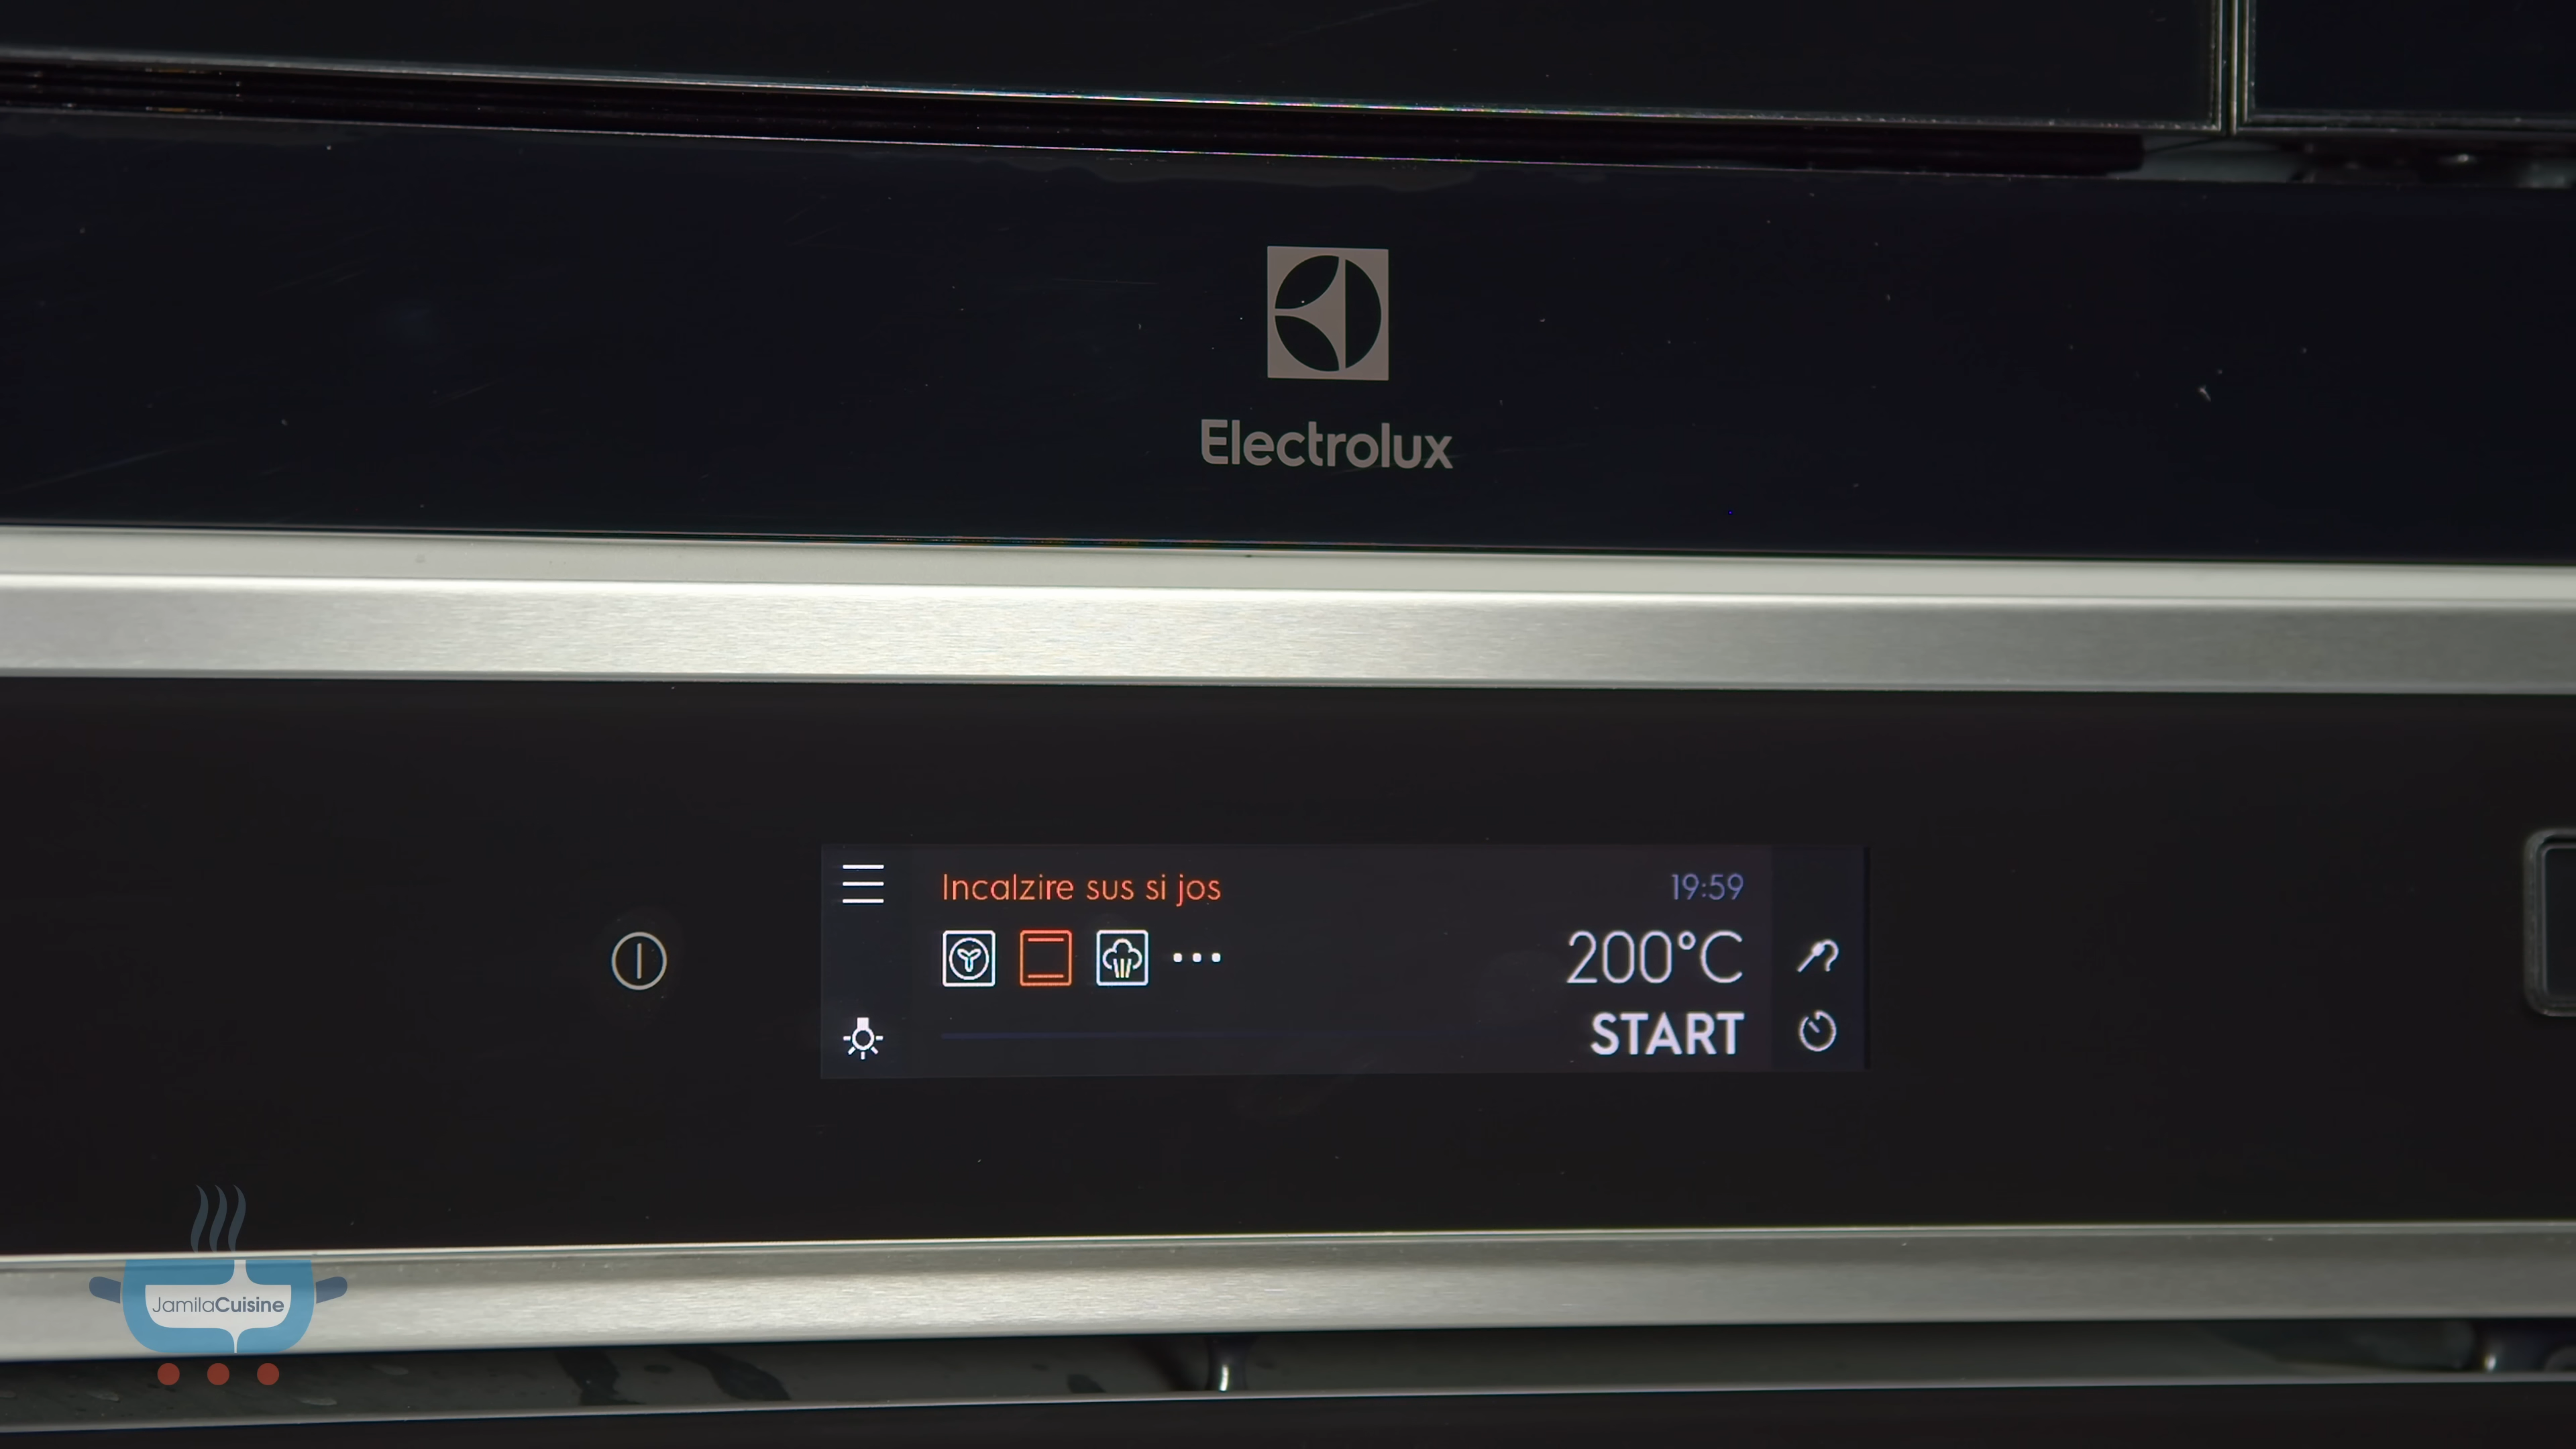 Electrolux
Incalzire sus si jos
19:59
200°C
START
JamilaCuisine